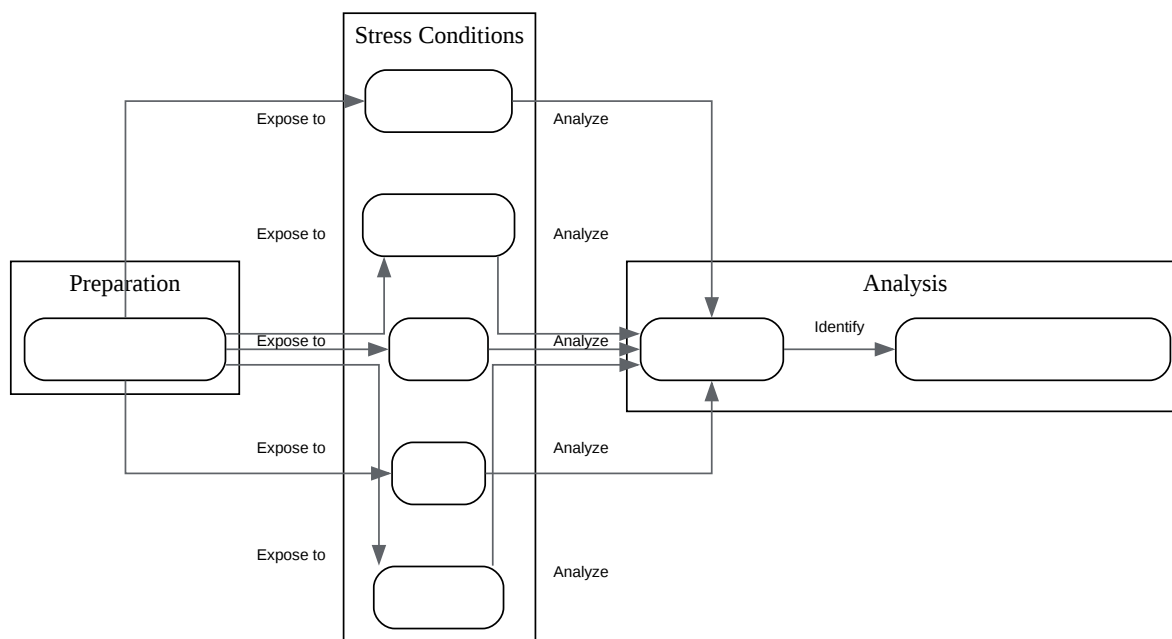 Stress Conditions
Expose to
Analyze
Expose to
Analyze
Preparation
Analysis
Expose to
Analyze
Identify
Expose to
Analyze
Expose to
Analyze